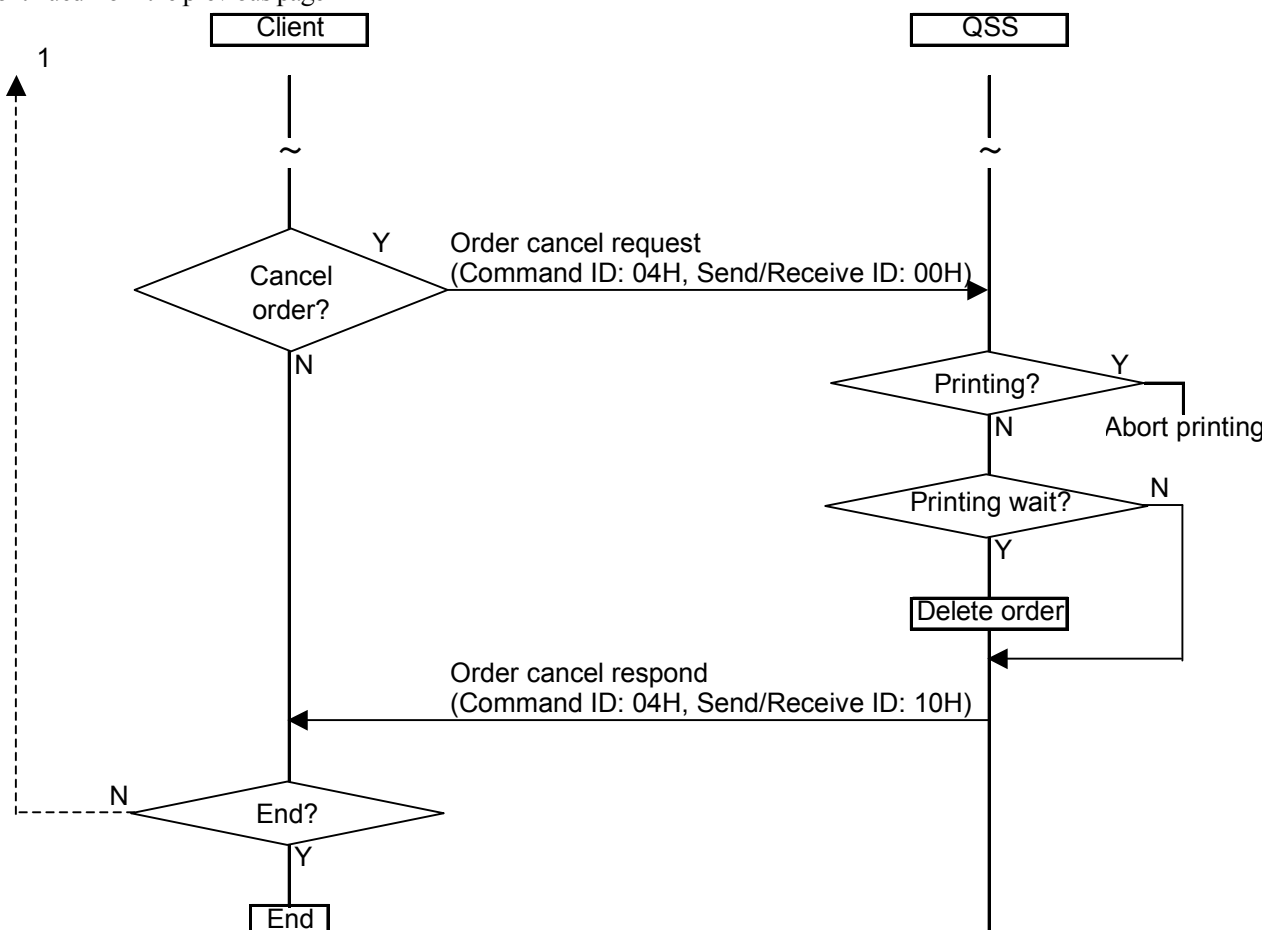 Client
QSS
1
~
~
Y
Order cancel request
(Command ID: 04H, Send/Receive ID: 00H)
Cancel
order?
N
Printing?
Y
N
Abort printing
Printing wait?
N
Y
Delete order
Order cancel respond
(Command ID: 04H, Send/Receive ID: 10H)
N
End?
Y
End